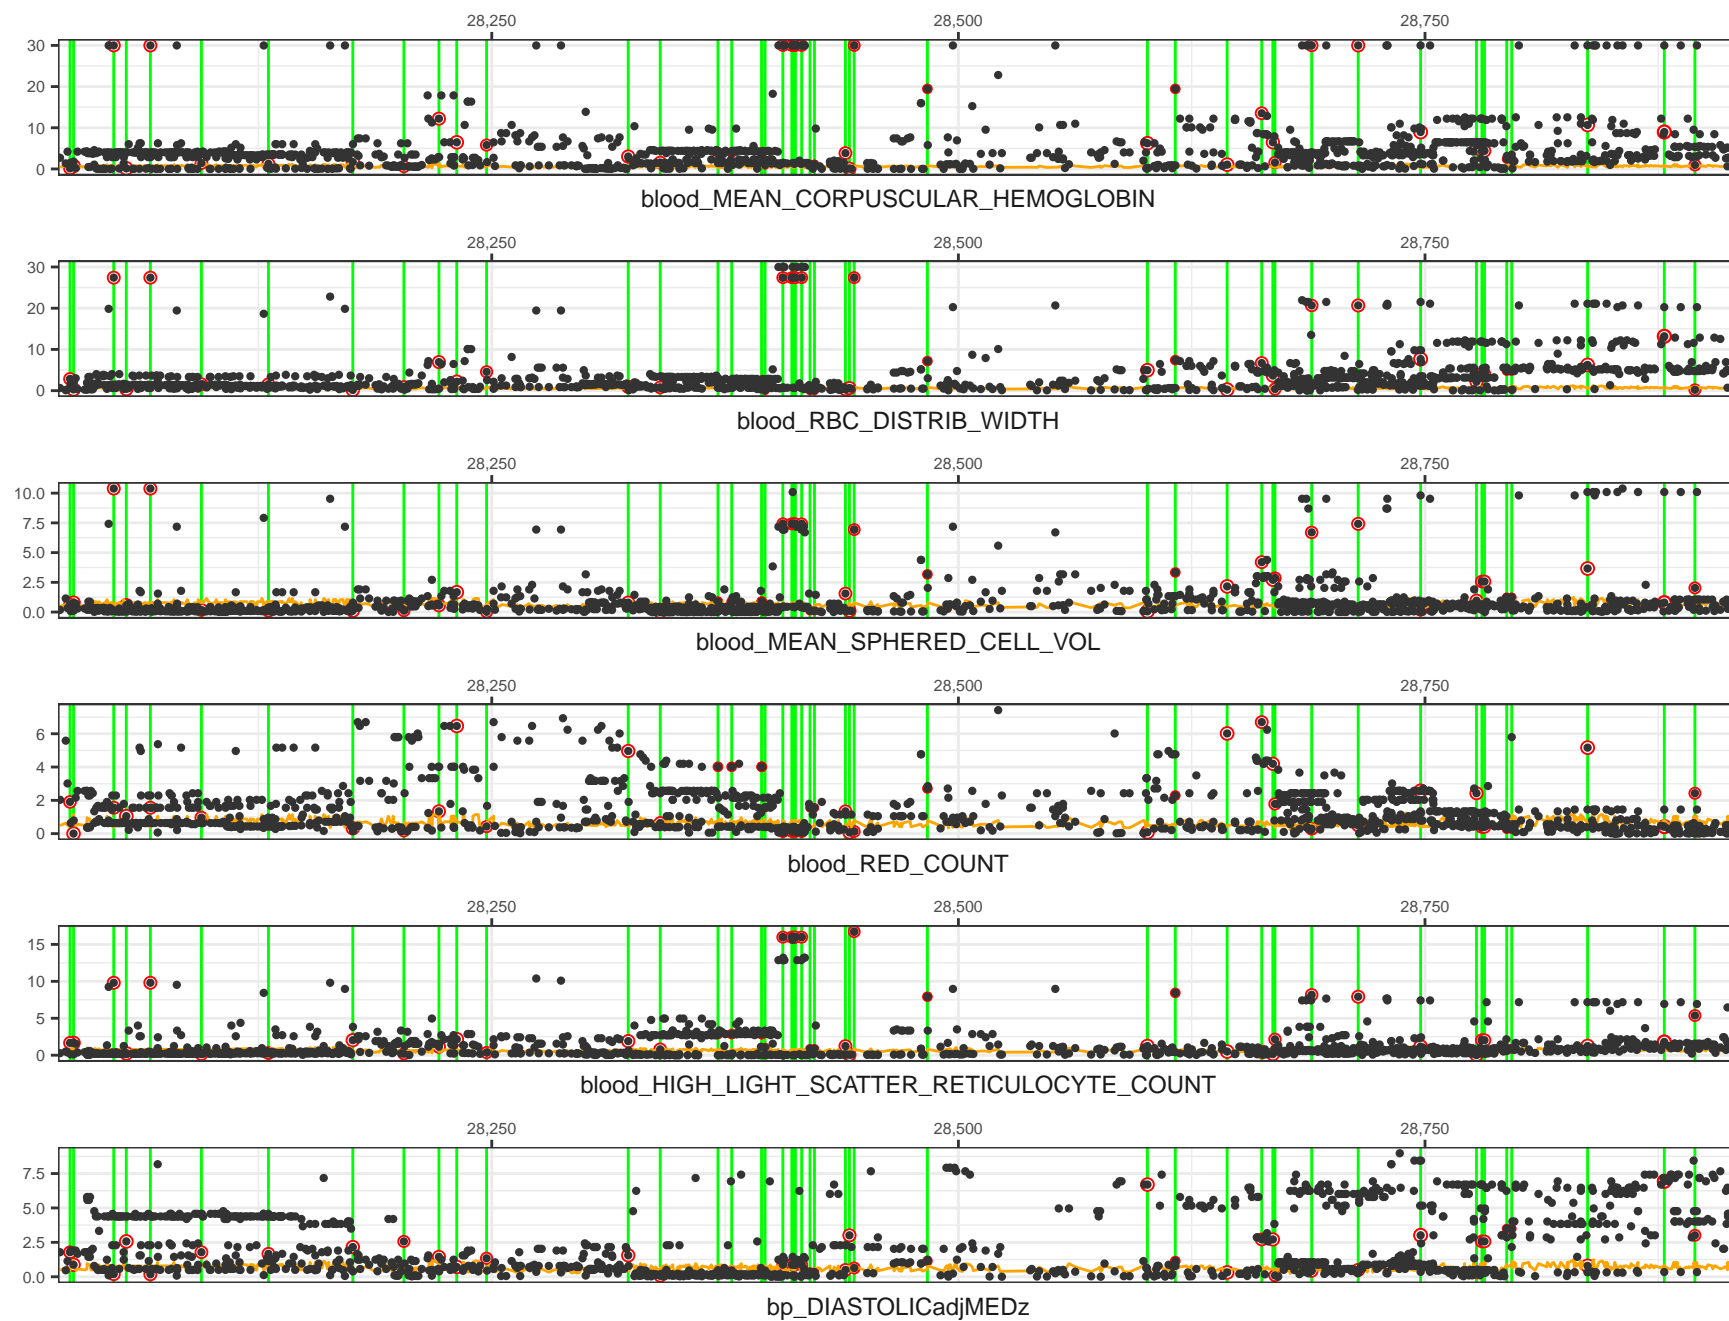 28,250 28,500 28,750
30
20
10
0
blood_MEAN_CORPUSCULAR_HEMOGLOBIN
28,250 28,500 28,750
30
20
10
0
blood_RBC_DISTRIB_WIDTH
28,250 28,500 28,750
10.0
7.5
5.0
2.5
0.0
blood_MEAN_SPHERED_CELL_VOL
28,250 28,500 28,750
6
4
2
0
blood_RED_COUNT
28,250 28,500 28,750
15
10
5
0
blood_HIGH_LIGHT_SCATTER_RETICULOCYTE_COUNT
28,250 28,500 28,750
7.5
5.0
2.5
0.0
bp_DIASTOLICadjMEDz